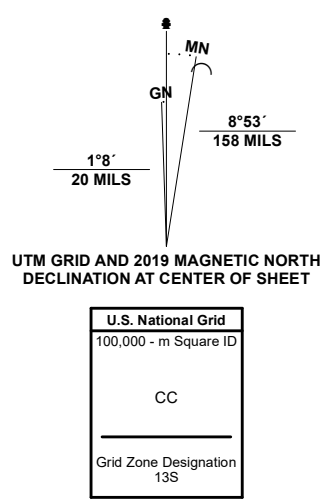 MN
GN
8°53´
158 MILS
1°8´
20 MILS
UTM GRID AND 2019 MAGNETIC NORTH
DECLINATION AT CENTER OF SHEET
U.S. National Grid
100,000 - m Square ID
CC
Grid Zone Designation
13S